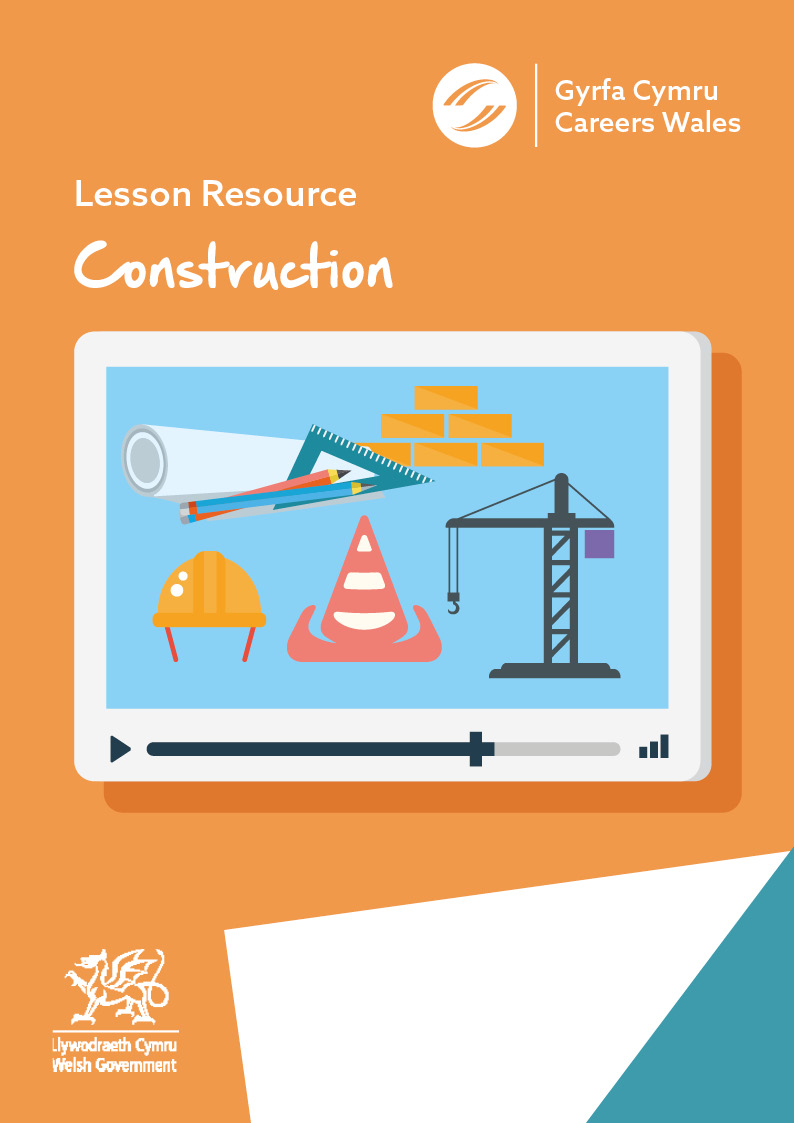 Gyrfa Cymru
Careers Wales
Lesson Resource
Construction
Llywodraeth Cymru
Welsh Government